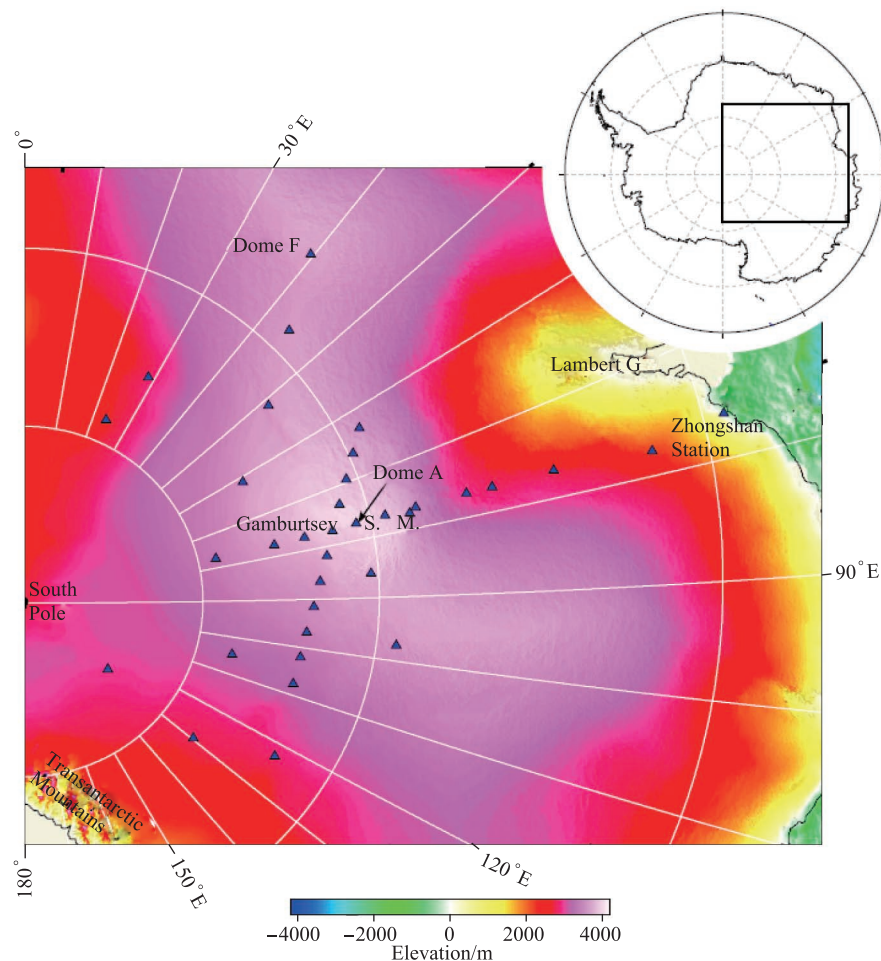 0°
30°E
Dome F
Lambert G
Zhongshan
Station
Dome A
Gamburtsev S. M.
South
Pole
90°E
Transantarctic
Mountains
180°
150°E
120°E
−4000 −2000 0 2000 4000
Elevation/m